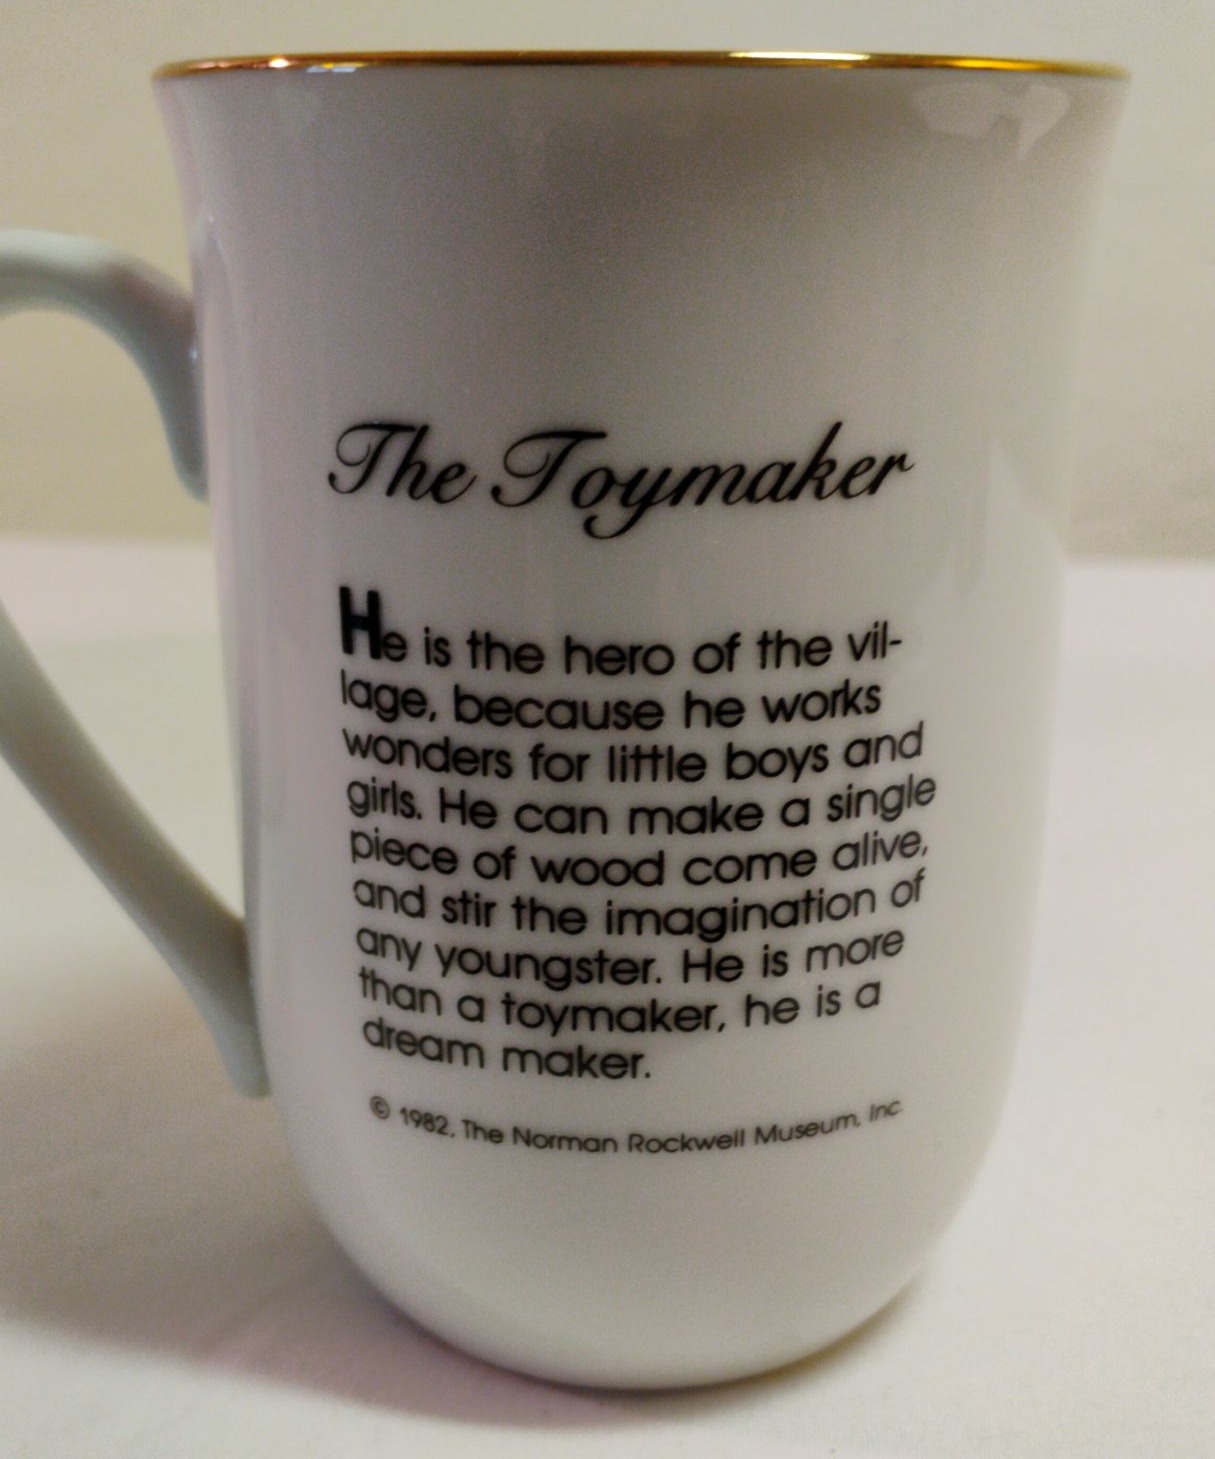 The Toymaker
He is the hero of the vil-
lage, because he works
wonders for little boys and
girls. He can make a single
piece of wood come alive,
and stir the imagination of
any youngster. He is more
than a toymaker, he is a
dream maker.
© 1982, The Norman Rockwell Museum, Inc.